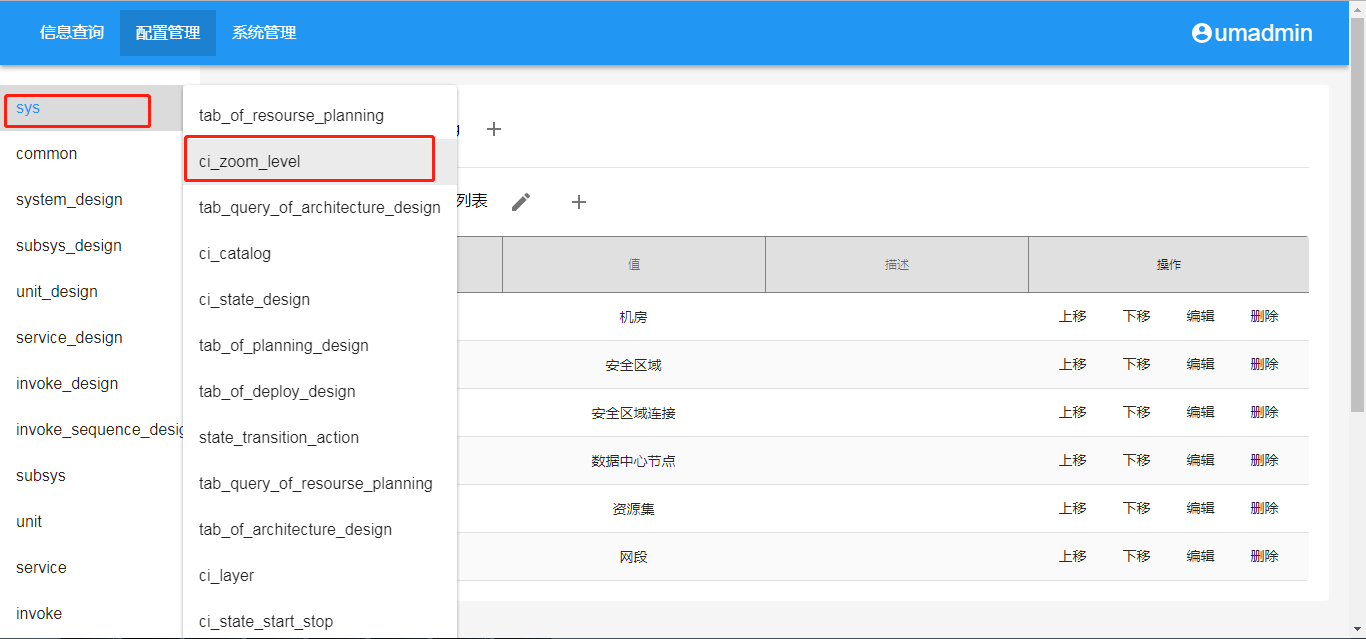 信息查询 配置管理 系统管理 umadmin
sys
common
system_design
subsys_design
unit_design
service_design
invoke_design
invoke_sequence_desig
subsys
unit
service
invoke
tab_of_resourse_planning
ci_zoom_level
tab_query_of_architecture_design
ci_catalog
ci_state_design
tab_of_planning_design
tab_of_deploy_design
state_transition_action
tab_query_of_resourse_planning
tab_of_architecture_design
ci_layer
ci_state_start_stop
列表
值 描述 操作
机房 上移 下移 编辑 删除
安全区域 上移 下移 编辑 删除
安全区域连接 上移 下移 编辑 删除
数据中心节点 上移 下移 编辑 删除
资源集 上移 下移 编辑 删除
网段 上移 下移 编辑 删除